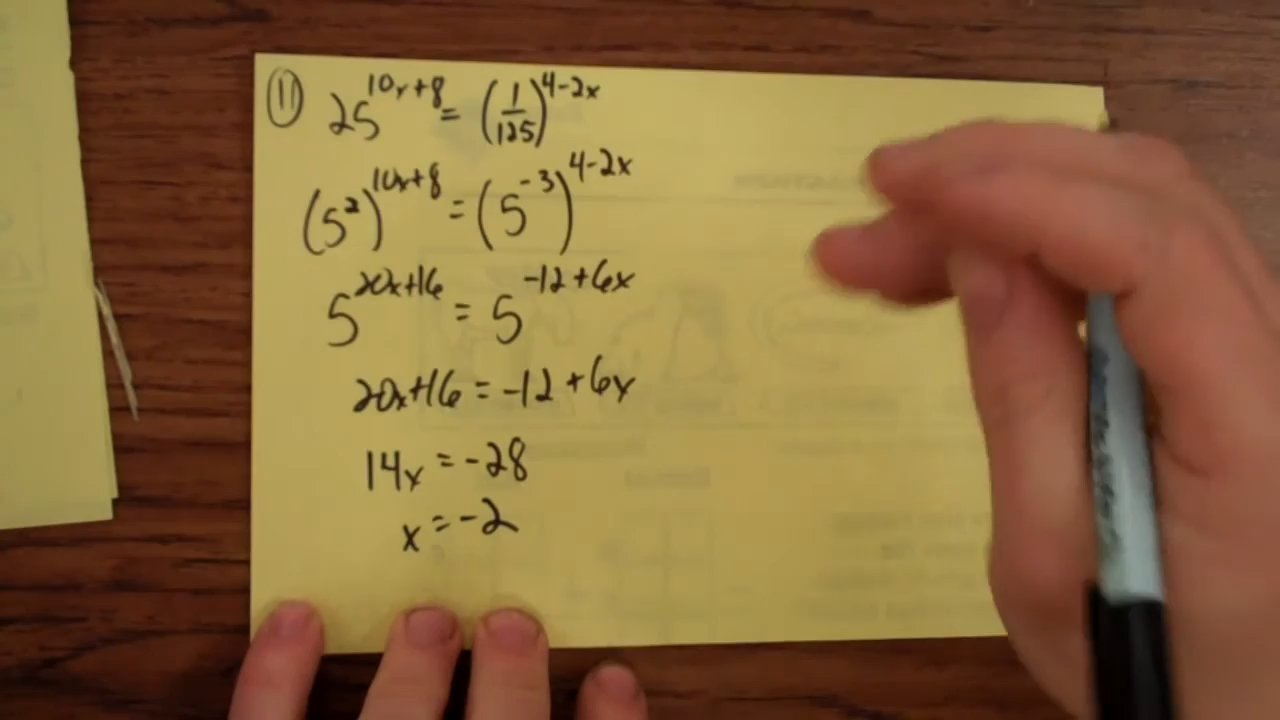 11 25^{10x+8} = (1/125)^{4-2x}
(5^2)^{10x+8} = (5^{-3})^{4-2x}
5^{20x+16} = 5^{-12+6x}
20x+16 = -12+6x
14x = -28
x = -2